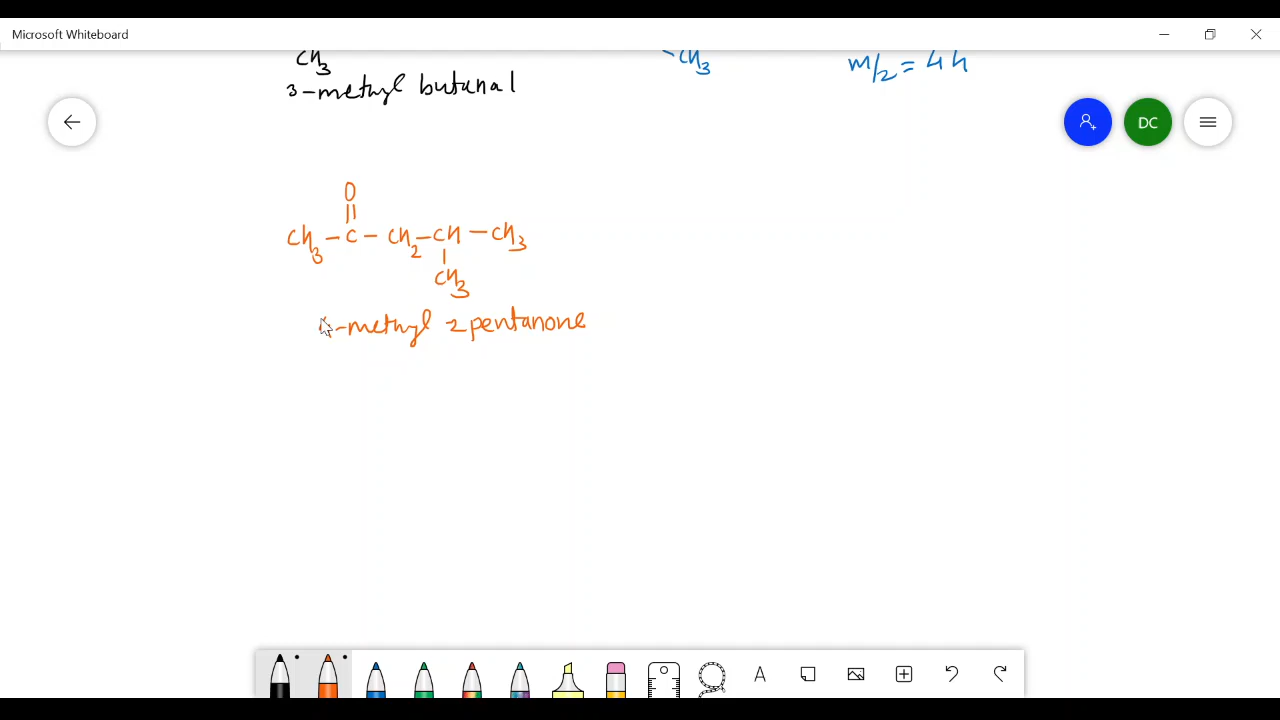 Microsoft Whiteboard
CH3
3-methyl butanal
-CH3
m/z = 44
DC
O
||
CH3 - C - CH2 - CH - CH3
|
CH3
-methyl 2 pentanone
A